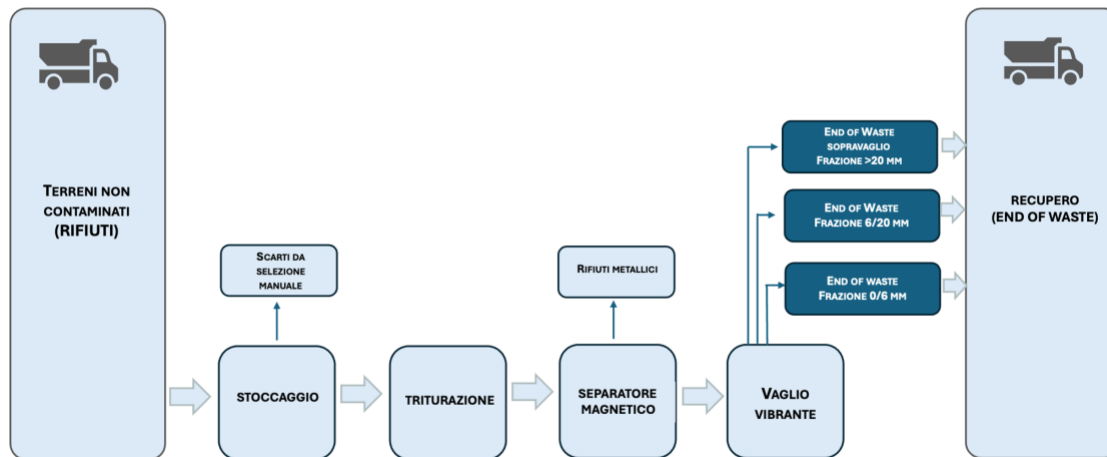 TERRENI NON
CONTAMINATI
(RIFIUTI)
SCARTI DA
SELEZIONE
MANUALE
STOCCAGGIO
TRITURAZIONE
RIFIUTI METALLICI
SEPARATORE
MAGNETICO
VAGLIO
VIBRANTE
END OF WASTE
SOPRAVAGLIO
FRAZIONE >20 MM
END OF WASTE
FRAZIONE 6/20 MM
END OF WASTE
FRAZIONE 0/6 MM
RECUPERO
(END OF WASTE)